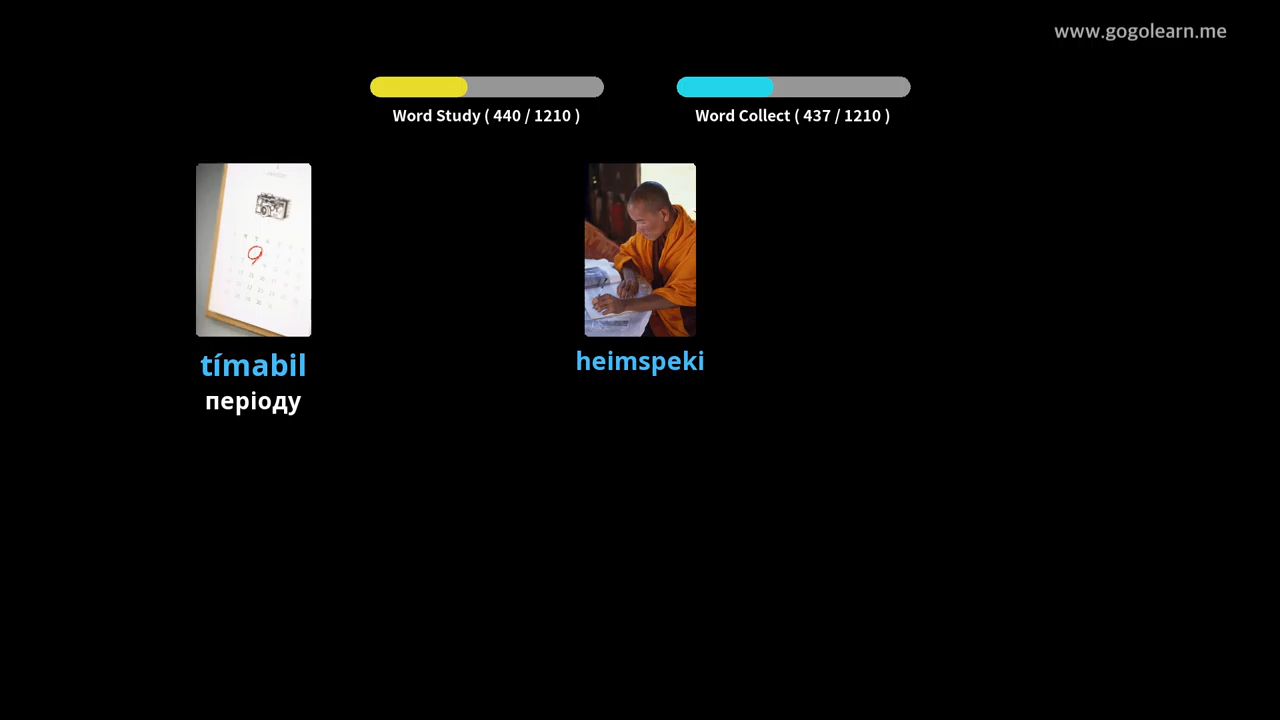 www.gogolearn.me
Word Study ( 440 / 1210 )
Word Collect ( 437 / 1210 )
tímabil
періоду
heimspeki